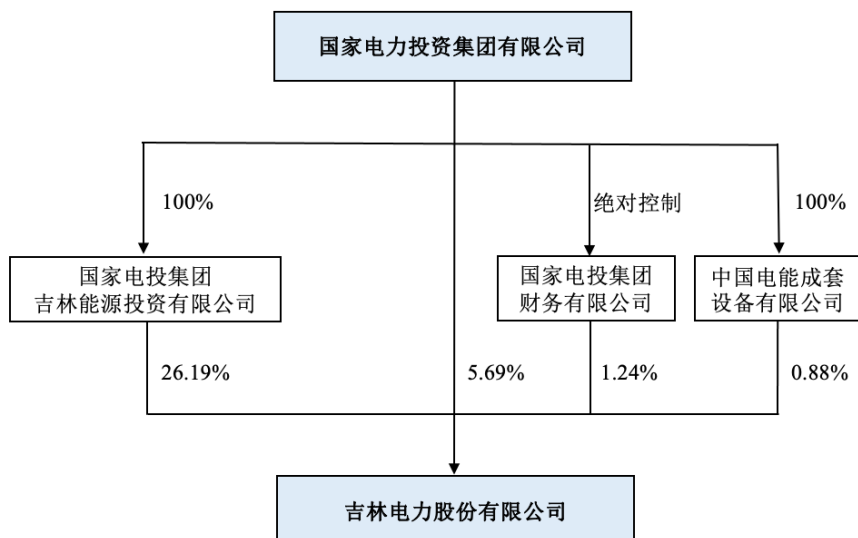 国家电力投资集团有限公司
100%
绝对控制
100%
国家电投集团
吉林能源投资有限公司
国家电投集团
财务有限公司
中国电能成套
设备有限公司
26.19%
5.69%
1.24%
0.88%
吉林电力股份有限公司